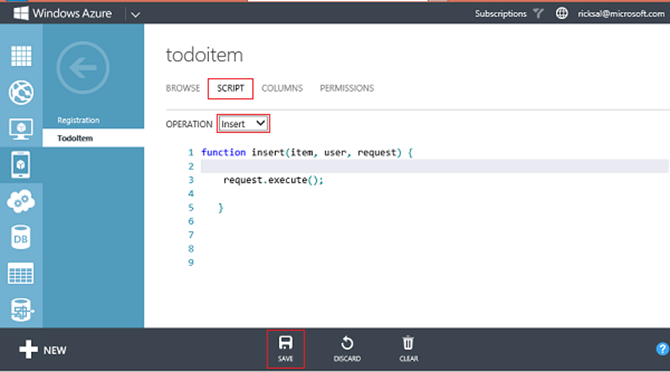 Windows Azure
Subscriptions
ricksal@microsoft.com
todoitem
BROWSE SCRIPT COLUMNS PERMISSIONS
Registration
TodoItem
OPERATION Insert
1 function insert(item, user, request) {
2
3 request.execute();
4
5 }
6
7
8
9
DB
NEW
SAVE DISCARD CLEAR
?